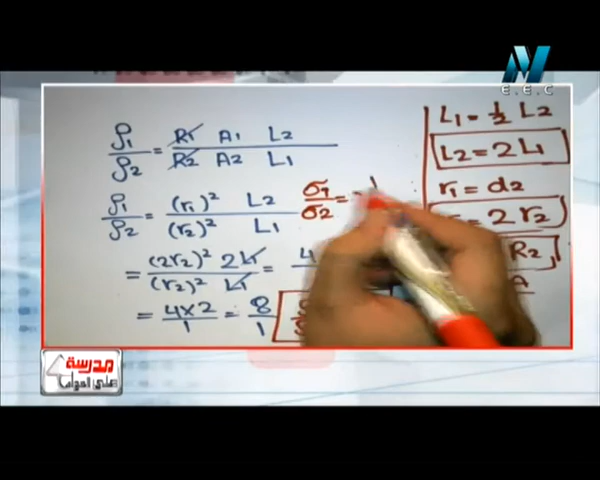 E.E.C
ρ1/ρ2 = R1 A1 L2 / R2 A2 L1
ρ1/ρ2 = (r1)² L2 / (r2)² L1
σ1/σ2 = 1
= (2r2)² 2L1 / (r2)² L1 = 4
= 4×2/1 = 8/1
L1 = ½ L2
L2 = 2L1
r1 = d2
= 2 r2
R2
A
مدرسة
على الهواء